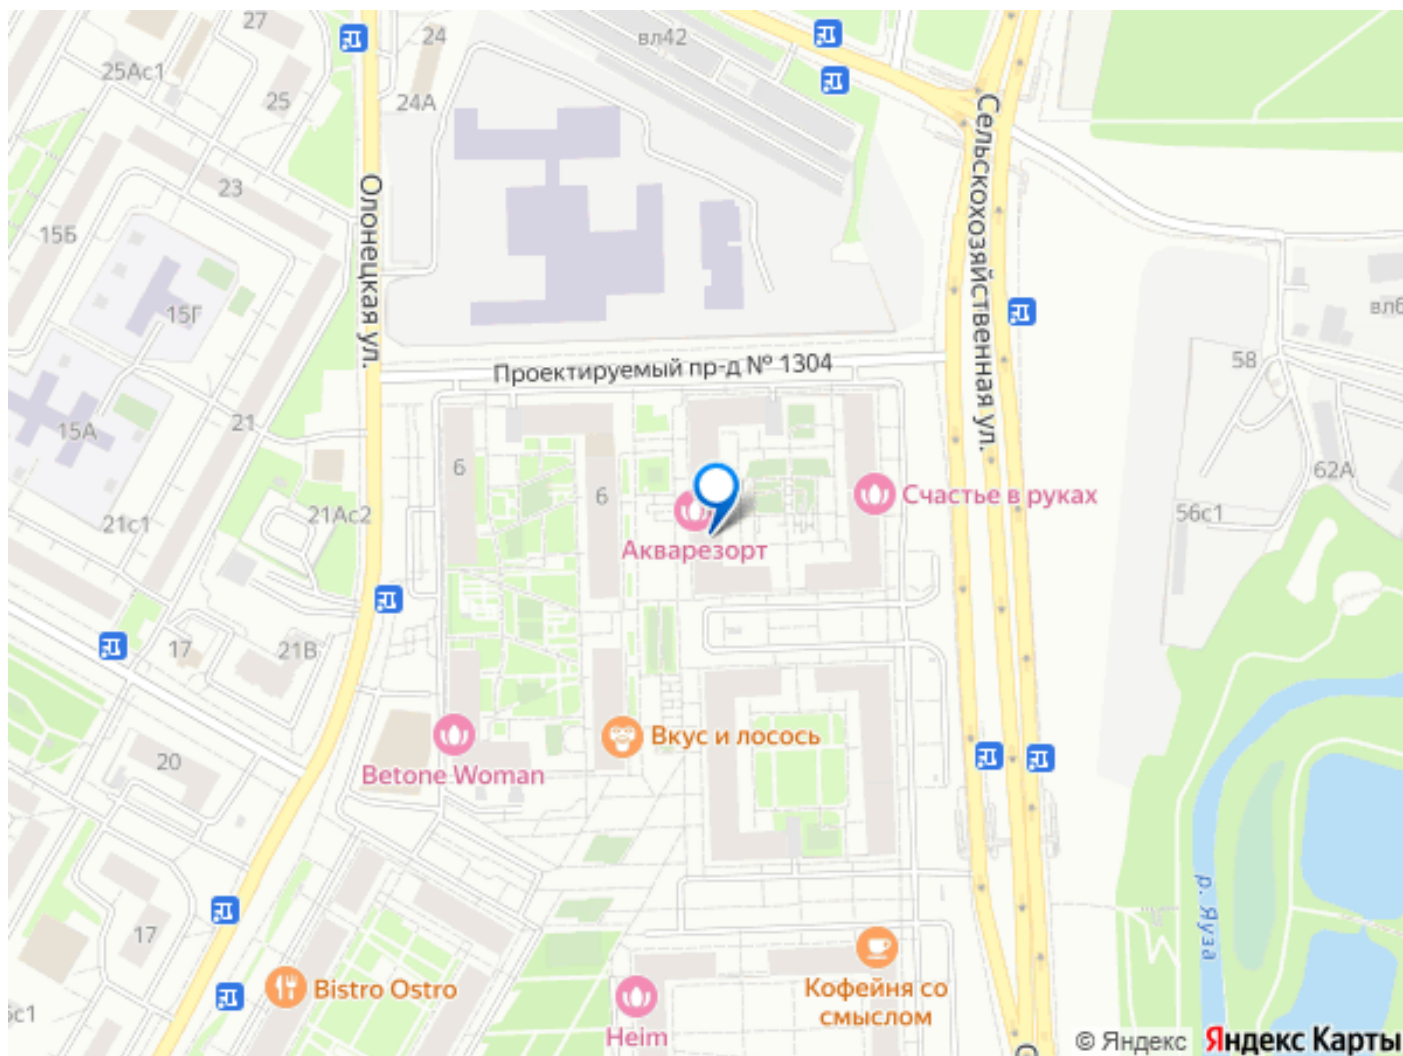 27
24
вл42
25Ас1
25
24А
Сельскохозяйственная ул.
Олонецкая ул.
23
15Б
15Г
влб
Проектируемый пр-д № 1304
58
15А
21
6
6
62А
Счастье в руках
21с1
21Ас2
56с1
Акварезорт
17
21В
Вкус и лосось
20
Betone Woman
р. Яуза
17
Bistro Ostro
Кофейня со
смыслом
с1
Heim
© Яндекс
Яндекс Карты